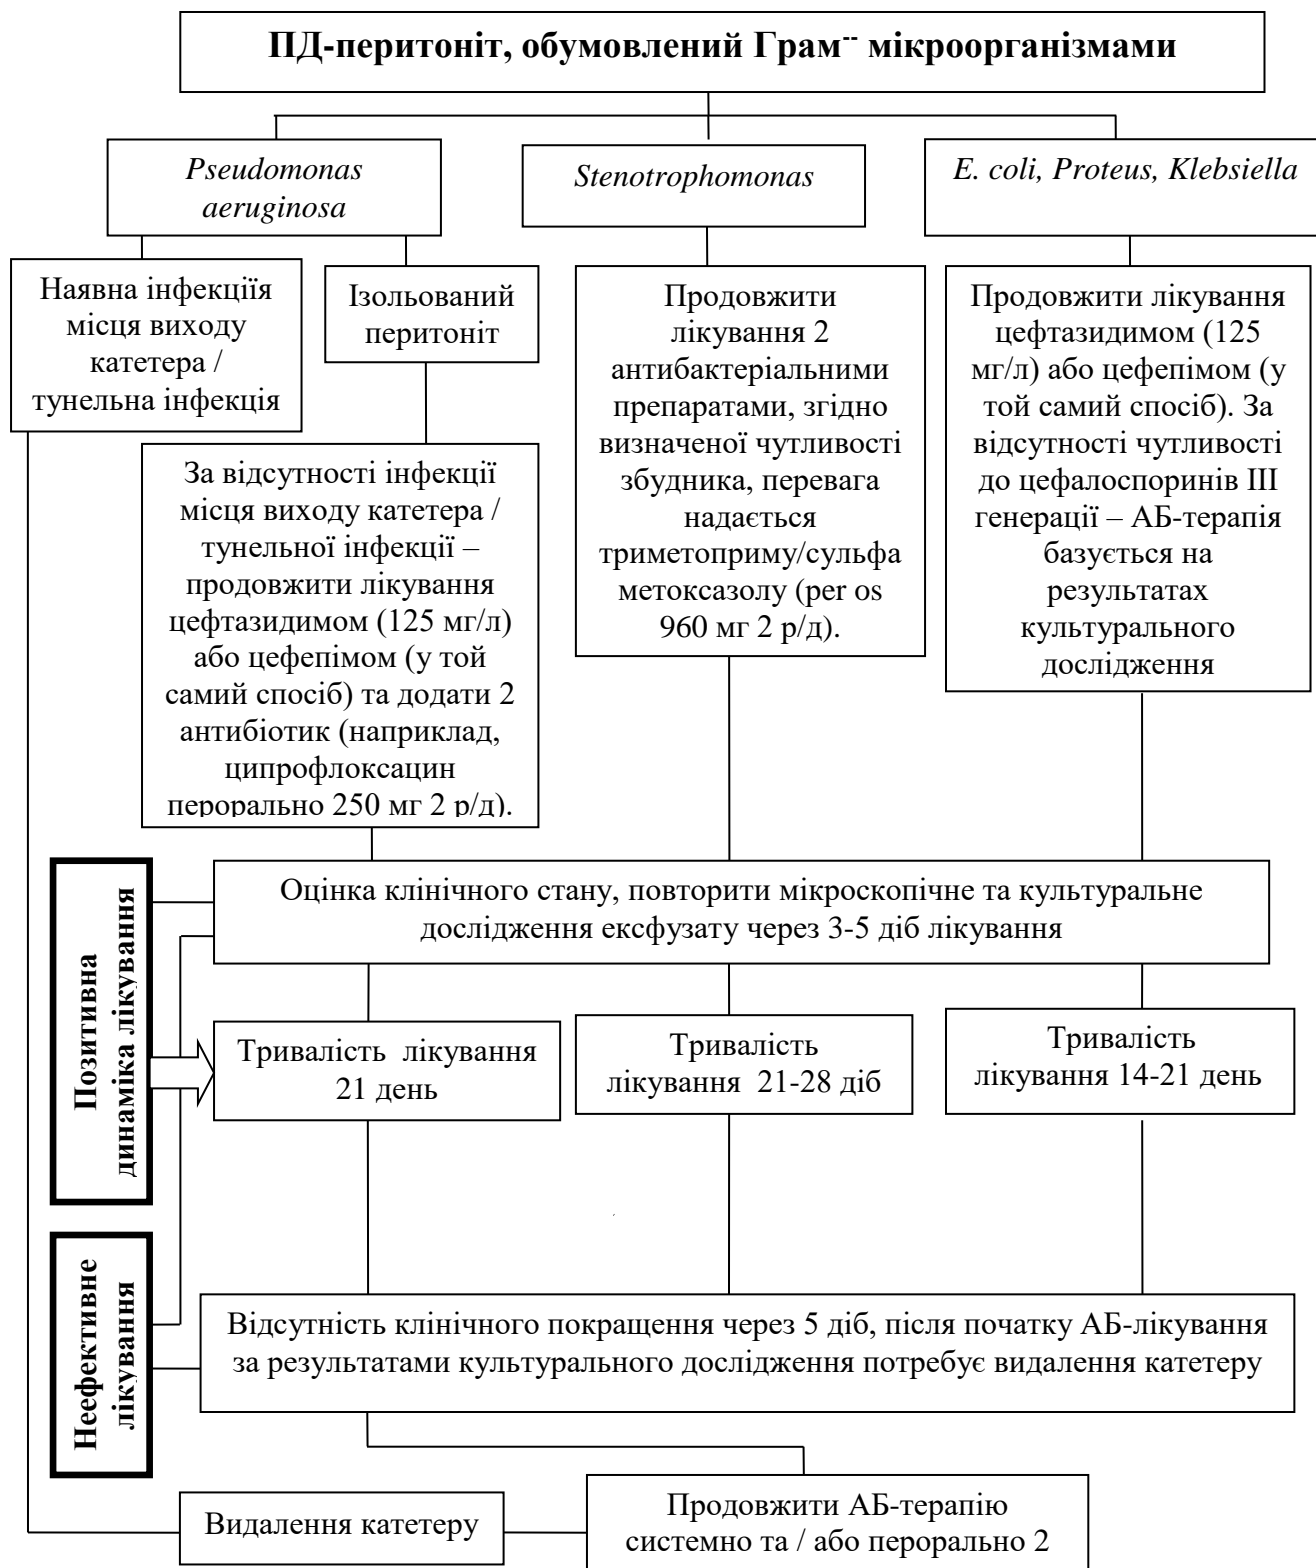 ПД-перитоніт, обумовлений Грам-- мікроорганізмами
Pseudomonas
aeruginosa
Stenotrophomonas
E. coli, Proteus, Klebsiella
Наявна інфекціїя
місця виходу
катетера /
тунельна інфекція
Ізольований
перитоніт
За відсутності інфекції
місця виходу катетера /
тунельної інфекції –
продовжити лікування
цефтазидимом (125 мг/л)
або цефепімом (у той
самий спосіб) та додати 2
антибіотик (наприклад,
ципрофлоксацин
перорально 250 мг 2 р/д).
Продовжити
лікування 2
антибактеріальними
препаратами, згідно
визначеної чутливості
збудника, перевага
надається
триметоприму/сульфа
метоксазолу (per os
960 мг 2 р/д).
Продовжити лікування
цефтазидимом (125
мг/л) або цефепімом (у
той самий спосіб). За
відсутності чутливості
до цефалоспоринів ІІІ
генерації – АБ-терапія
базується на
результатах
культурального
дослідження
Позитивна
динаміка лікування
Оцінка клінічного стану, повторити мікроскопічне та культуральне
дослідження ексфузату через 3-5 діб лікування
Тривалість лікування
21 день
Тривалість
лікування 21-28 діб
Тривалість
лікування 14-21 день
Неефективне
лікування
Відсутність клінічного покращення через 5 діб, після початку АБ-лікування
за результатами культурального дослідження потребує видалення катетеру
Видалення катетеру
Продовжити АБ-терапію
системно та / або перорально 2